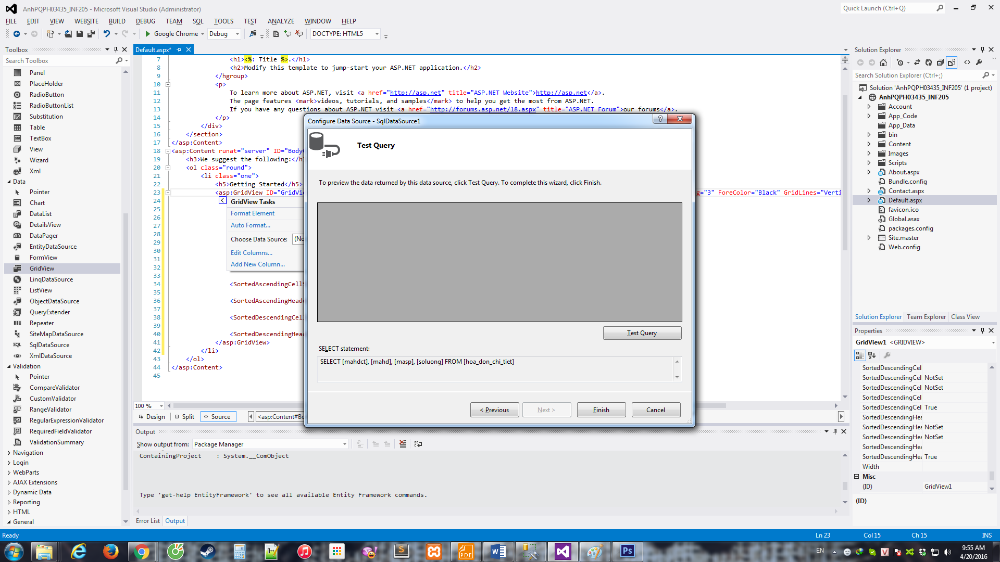 AnhPQPH03435_INF205 - Microsoft Visual Studio (Administrator)
Quick Launch (Ctrl+Q)
FILE EDIT VIEW WEBSITE BUILD DEBUG TEAM SQL TOOLS TEST ANALYZE WINDOW HELP
Google Chrome Debug DOCTYPE: HTML5
Toolbox
Search Toolbox
Panel
PlaceHolder
RadioButton
RadioButtonList
Substitution
Table
TextBox
View
Wizard
Xml
Data
Pointer
Chart
DataList
DetailsView
DataPager
EntityDataSource
FormView
GridView
LinqDataSource
ListView
ObjectDataSource
QueryExtender
Repeater
SiteMapDataSource
SqlDataSource
XmlDataSource
Validation
Pointer
CompareValidator
CustomValidator
RangeValidator
RegularExpressionValidator
RequiredFieldValidator
ValidationSummary
Navigation
Login
WebParts
AJAX Extensions
Dynamic Data
Reporting
HTML
General
Default.aspx*
7 <h1><%: Title %>.</h1>
8 <h2>Modify this template to jump-start your ASP.NET application.</h2>
9 </hgroup>
10 <p>
11 To learn more about ASP.NET, visit <a href="http://asp.net" title="ASP.NET Website">http://asp.net</a>.
12 The page features <mark>videos, tutorials, and samples</mark> to help you get the most from ASP.NET.
13 If you have any questions about ASP.NET visit <a href="http://forums.asp.net/18.aspx" title="ASP.NET Forum">our forums</a>.
14 </p>
15 </div>
16 </section>
17 </asp:Content>
18 <asp:Content runat="server" ID="Body
19 <h3>We suggest the following:</h
20 <ol class="round">
21 <li class="one">
22 <h5>Getting Started</h5>
23 <asp:GridView ID="GridVie g="3" ForeColor="Black" GridLines="Verti
24
25
26
27
28
29
30
31
32
33
34 <SortedAscendingCell
35
36 <SortedAscendingHead
37
38 <SortedDescendingCel
39
40 <SortedDescendingHea
41 </asp:GridView>
42 </li>
43 </ol>
44 </asp:Content>
45
GridView Tasks
Format Element
Auto Format...
Choose Data Source: (No
Edit Columns...
Add New Column...
100 %
Design Split Source <asp:Content#Bo
Configure Data Source - SqlDataSource1
Test Query
To preview the data returned by this data source, click Test Query. To complete this wizard, click Finish.
Test Query
SELECT statement:
SELECT [mahdct], [mahd], [masp], [soluong] FROM [hoa_don_chi_tiet]
< Previous Next > Finish Cancel
Output
Show output from: Package Manager
ContainingProject : System.__ComObject
Type 'get-help EntityFramework' to see all available Entity Framework commands.
Error List Output
Solution Explorer
Search Solution Explorer (Ctrl+;)
Solution 'AnhPQPH03435_INF205' (1 project)
AnhPQPH03435_INF205
Account
App_Code
App_Data
bin
Content
Images
Scripts
About.aspx
Bundle.config
Contact.aspx
Default.aspx
favicon.ico
Global.asax
packages.config
Site.master
Web.config
Solution Explorer Team Explorer Class View
Properties
GridView1 <GRIDVIEW>
SortedDescendingCel
SortedDescendingCel NotSet
SortedDescendingCel NotSet
SortedDescendingCel
SortedDescendingCel True
SortedDescendingHea
SortedDescendingHea NotSet
SortedDescendingHea NotSet
SortedDescendingHea
SortedDescendingHea True
Width
Misc
(ID) GridView1
(ID)
Ready Ln 23 Col 15 Ch 15 INS
EN
9:55 AM
4/20/2016